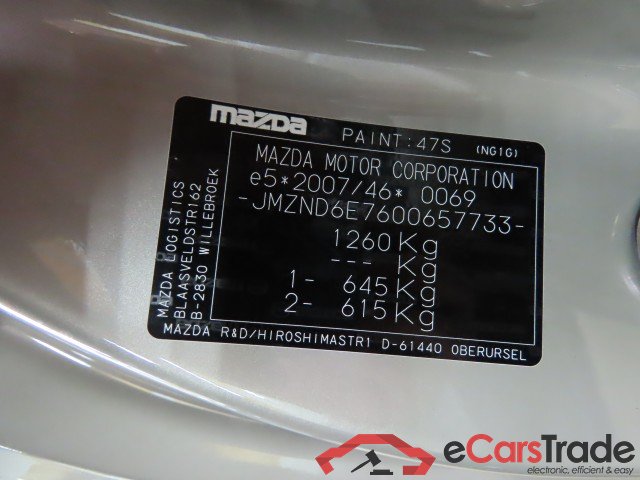 mazda
PAINT:47S (NG1G)
MAZDA MOTOR CORPORATION
e5*2007/46* 0069
-JMZND6E7600657733-
1260 Kg
--- Kg
1- 645 Kg
2- 615 Kg
MAZDA LOGISTICS
BLAASVELDSTR162
B-2830 WILLEBROEK
MAZDA R&D/HIROSHIMASTR1 D-61440 OBERURSEL
eCarsTrade
electronic, efficient & easy